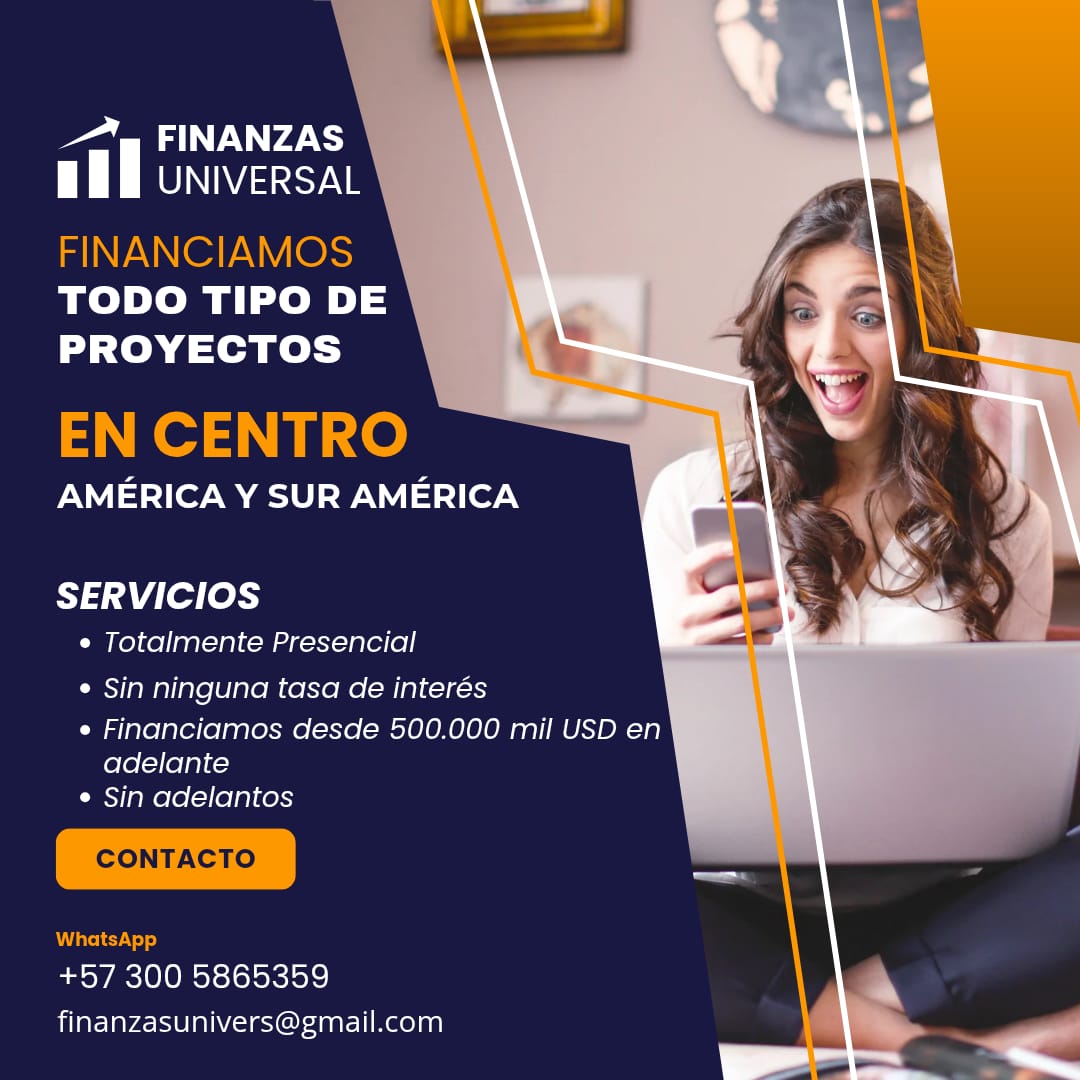 FINANZAS
UNIVERSAL
FINANCIAMOS
TODO TIPO DE
PROYECTOS
EN CENTRO
AMÉRICA Y SUR AMÉRICA
SERVICIOS
• Totalmente Presencial
• Sin ninguna tasa de interés
• Financiamos desde 500.000 mil USD en
adelante
• Sin adelantos
CONTACTO
WhatsApp
+57 300 5865359
finanzasunivers@gmail.com